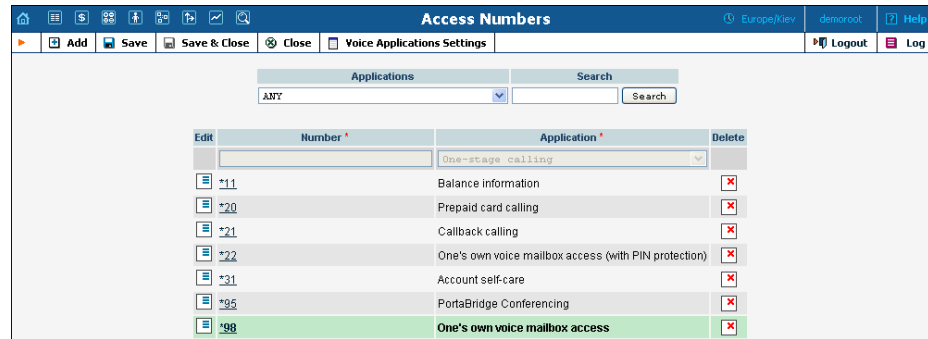 Access Numbers Europe/Kiev demoroot Help
Add Save Save & Close Close Voice Applications Settings Logout Log
Applications Search
ANY Search
Edit Number * Application * Delete
One-stage calling
*11 Balance information
*20 Prepaid card calling
*21 Callback calling
*22 One's own voice mailbox access (with PIN protection)
*31 Account self-care
*95 PortaBridge Conferencing
*98 One's own voice mailbox access